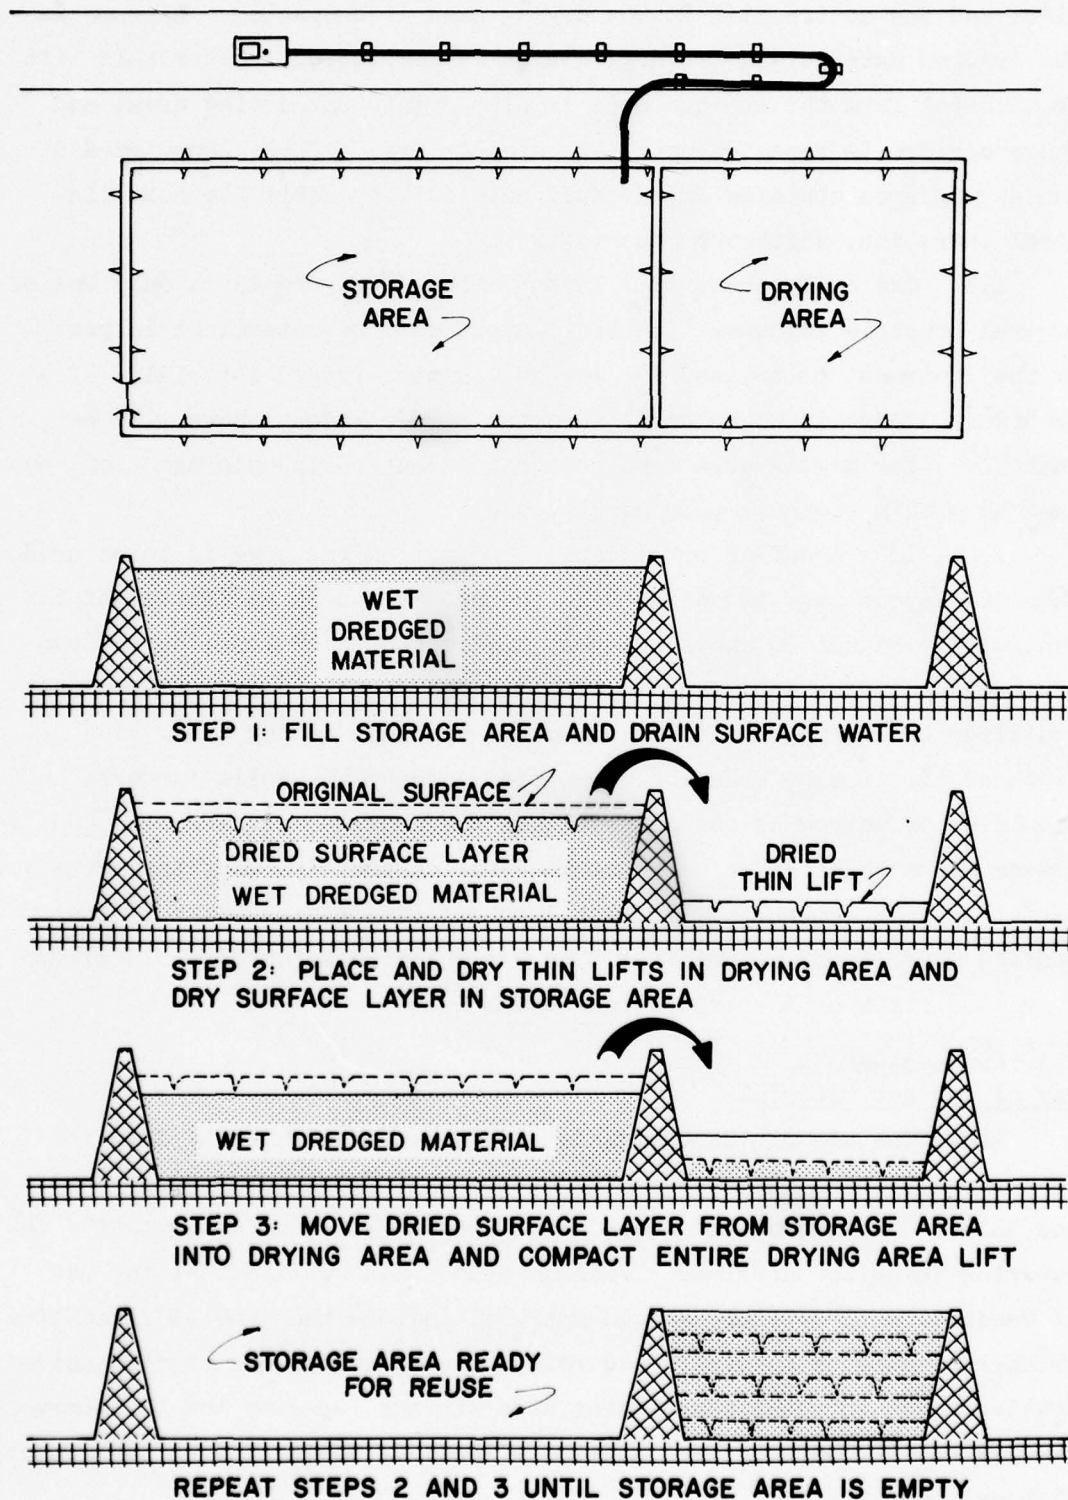 STORAGE
AREA
DRYING
AREA
WET
DREDGED
MATERIAL
STEP 1: FILL STORAGE AREA AND DRAIN SURFACE WATER
ORIGINAL SURFACE
DRIED SURFACE LAYER
WET DREDGED MATERIAL
DRIED
THIN LIFT
STEP 2: PLACE AND DRY THIN LIFTS IN DRYING AREA AND
DRY SURFACE LAYER IN STORAGE AREA
WET DREDGED MATERIAL
STEP 3: MOVE DRIED SURFACE LAYER FROM STORAGE AREA
INTO DRYING AREA AND COMPACT ENTIRE DRYING AREA LIFT
STORAGE AREA READY
FOR REUSE
REPEAT STEPS 2 AND 3 UNTIL STORAGE AREA IS EMPTY